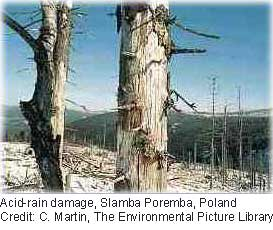 Acid-rain damage, Slamba Poremba, Poland
Credit: C. Martin, The Environmental Picture Library